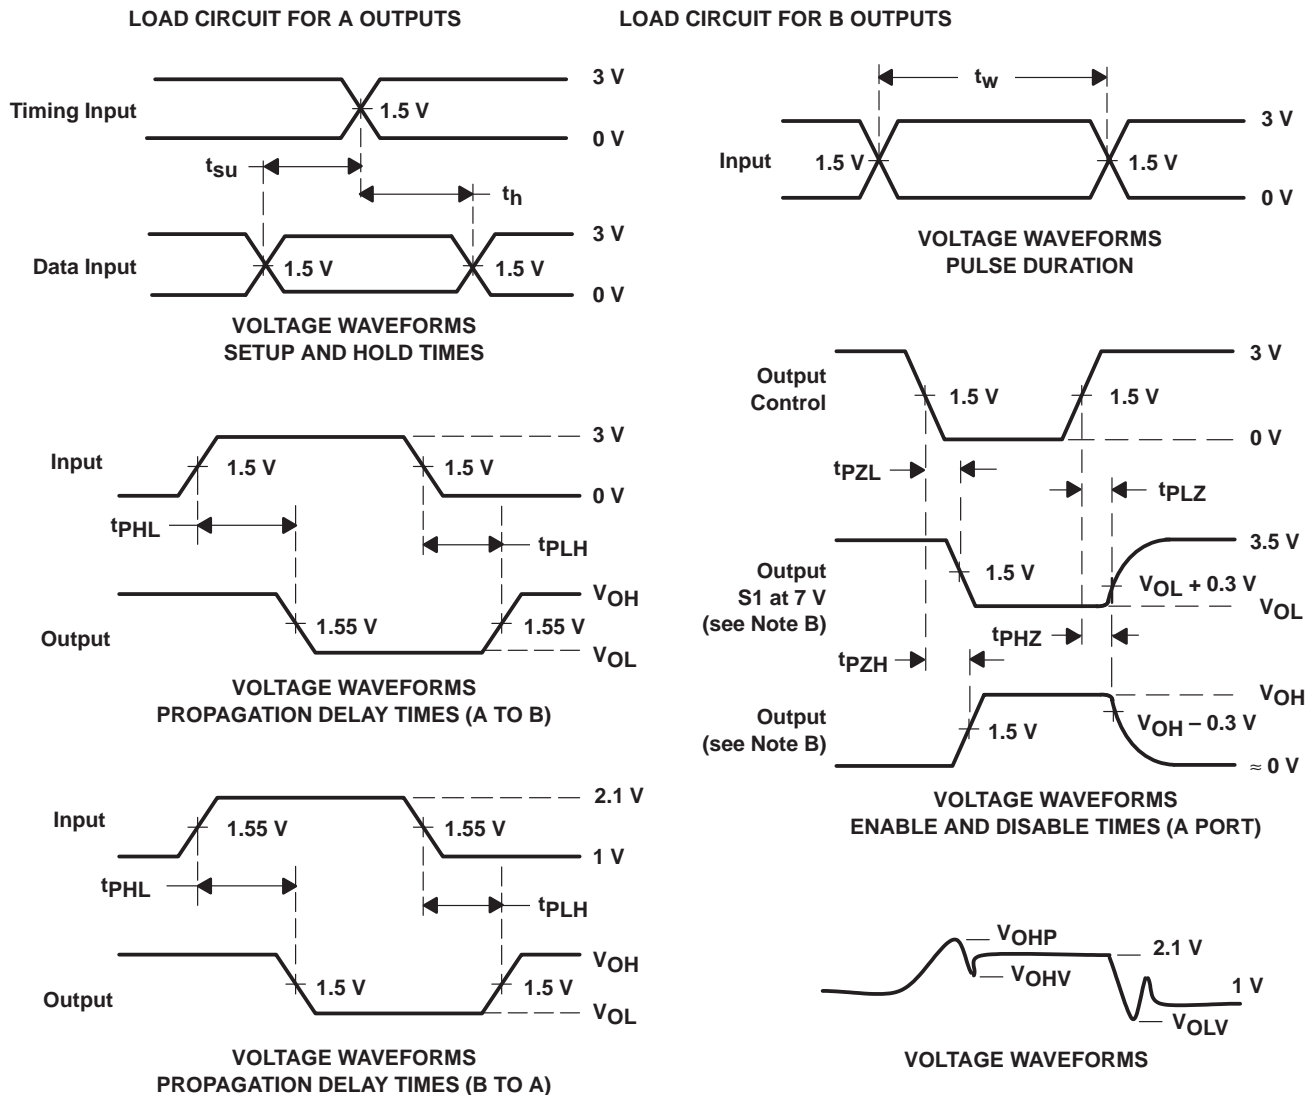 LOAD CIRCUIT FOR A OUTPUTS
LOAD CIRCUIT FOR B OUTPUTS
Timing Input
3 V
1.5 V
0 V
tsu
th
Data Input
3 V
1.5 V
1.5 V
0 V
VOLTAGE WAVEFORMS
SETUP AND HOLD TIMES
tw
Input
3 V
1.5 V
1.5 V
0 V
VOLTAGE WAVEFORMS
PULSE DURATION
Input
3 V
1.5 V
1.5 V
0 V
tPHL
tPLH
Output
VOH
1.55 V
1.55 V
VOL
VOLTAGE WAVEFORMS
PROPAGATION DELAY TIMES (A TO B)
Output
Control
3 V
1.5 V
1.5 V
0 V
tPZL
tPLZ
Output
S1 at 7 V
(see Note B)
3.5 V
1.5 V
VOL + 0.3 V
VOL
tPHZ
tPZH
Output
(see Note B)
VOH
1.5 V
VOH – 0.3 V
≈ 0 V
VOLTAGE WAVEFORMS
ENABLE AND DISABLE TIMES (A PORT)
Input
2.1 V
1.55 V
1.55 V
1 V
tPHL
tPLH
Output
VOH
1.5 V
1.5 V
VOL
VOLTAGE WAVEFORMS
PROPAGATION DELAY TIMES (B TO A)
VOHP
2.1 V
VOHV
1 V
VOLV
VOLTAGE WAVEFORMS